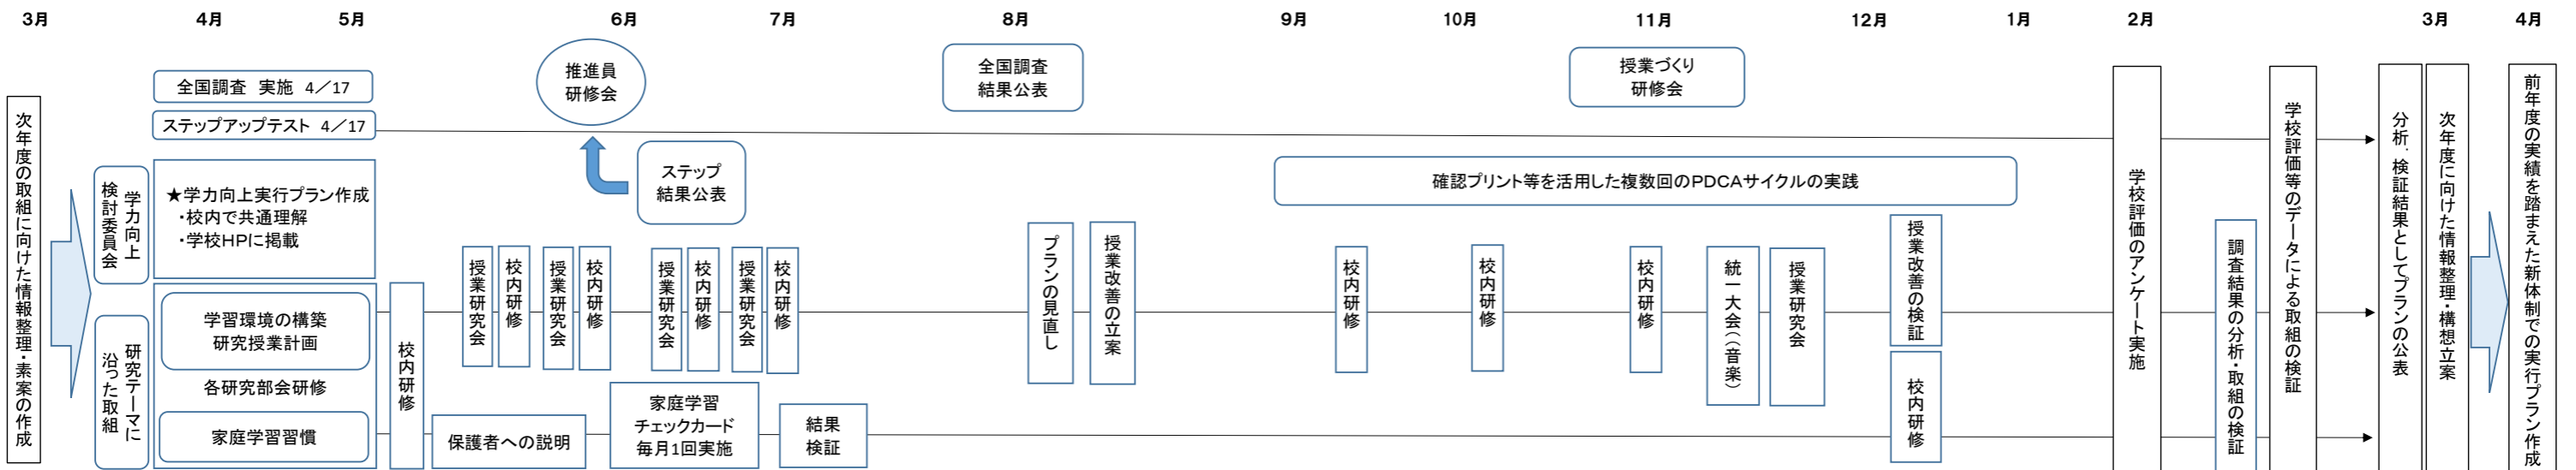 3月
4月
5月
6月
7月
8月
9月
10月
11月
12月
1月
2月
3月
4月
次年度の取組に向けた情報整理・素案の作成
学力向上
検討委員会
研究テーマに
沿った取組
全国調査 実施 4/17
ステップアップテスト 4/17
★学力向上実行プラン作成
・校内で共通理解
・学校HPに掲載
学習環境の構築
研究授業計画
各研究部会研修
家庭学習習慣
校内研修
保護者への説明
授業研究会
校内研修
授業研究会
校内研修
推進員
研修会
ステップ
結果公表
授業研究会
校内研修
授業研究会
校内研修
家庭学習
チェックカード
毎月1回実施
結果
検証
全国調査
結果公表
プランの見直し
授業改善の立案
確認プリント等を活用した複数回のPDCAサイクルの実践
校内研修
校内研修
授業づくり
研修会
校内研修
統一大会((音楽)
授業研究会
授業改善の検証
校内研修
学校評価のアンケート実施
調査結果の分析・取組の検証
学校評価等のデータによる取組の検証
分析、検証結果としてプランの公表
次年度に向けた情報整理・構想立案
前年度の実績を踏まえた新体制での実行プラン作成